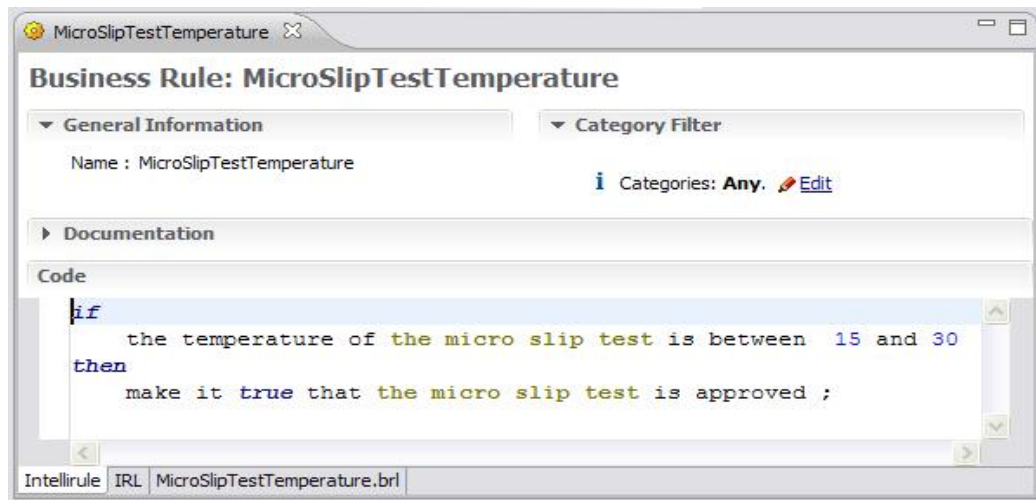 MicroSlipTestTemperature
Business Rule: MicroSlipTestTemperature
General Information
Category Filter
Name : MicroSlipTestTemperature
i Categories: Any. Edit
Documentation
Code
if
the temperature of the micro slip test is between 15 and 30
then
make it true that the micro slip test is approved ;
Intellirule IRL MicroSlipTestTemperature.brl